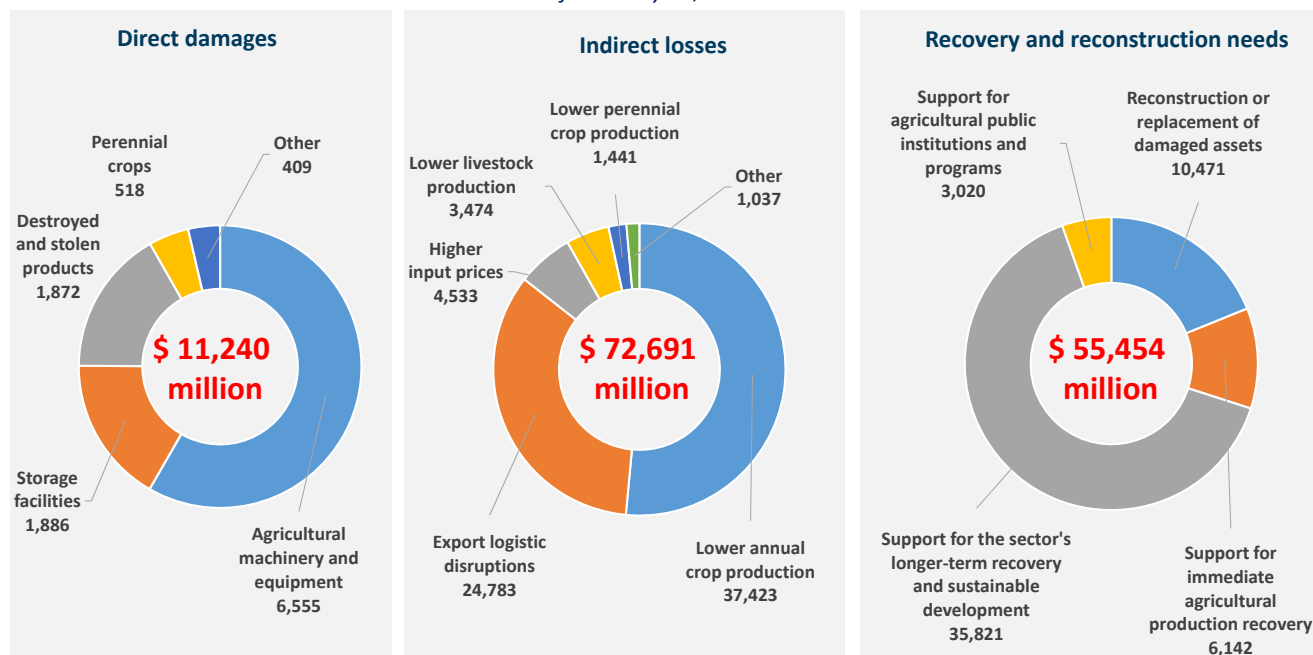 Direct damages
Perennial
crops
518
Other
409
Destroyed
and stolen
products
1,872
$ 11,240
million
Storage
facilities
1,886
Agricultural
machinery and
equipment
6,555
Indirect losses
Lower perennial
crop production
1,441
Lower livestock
production
3,474
Other
1,037
Higher
input prices
4,533
$ 72,691
million
Export logistic
disruptions
24,783
Lower annual
crop production
37,423
Recovery and reconstruction needs
Support for
agricultural public
institutions and
programs
3,020
Reconstruction or
replacement of
damaged assets
10,471
$ 55,454
million
Support for the sector's
longer-term recovery
and sustainable
development
35,821
Support for
immediate
agricultural
production recovery
6,142